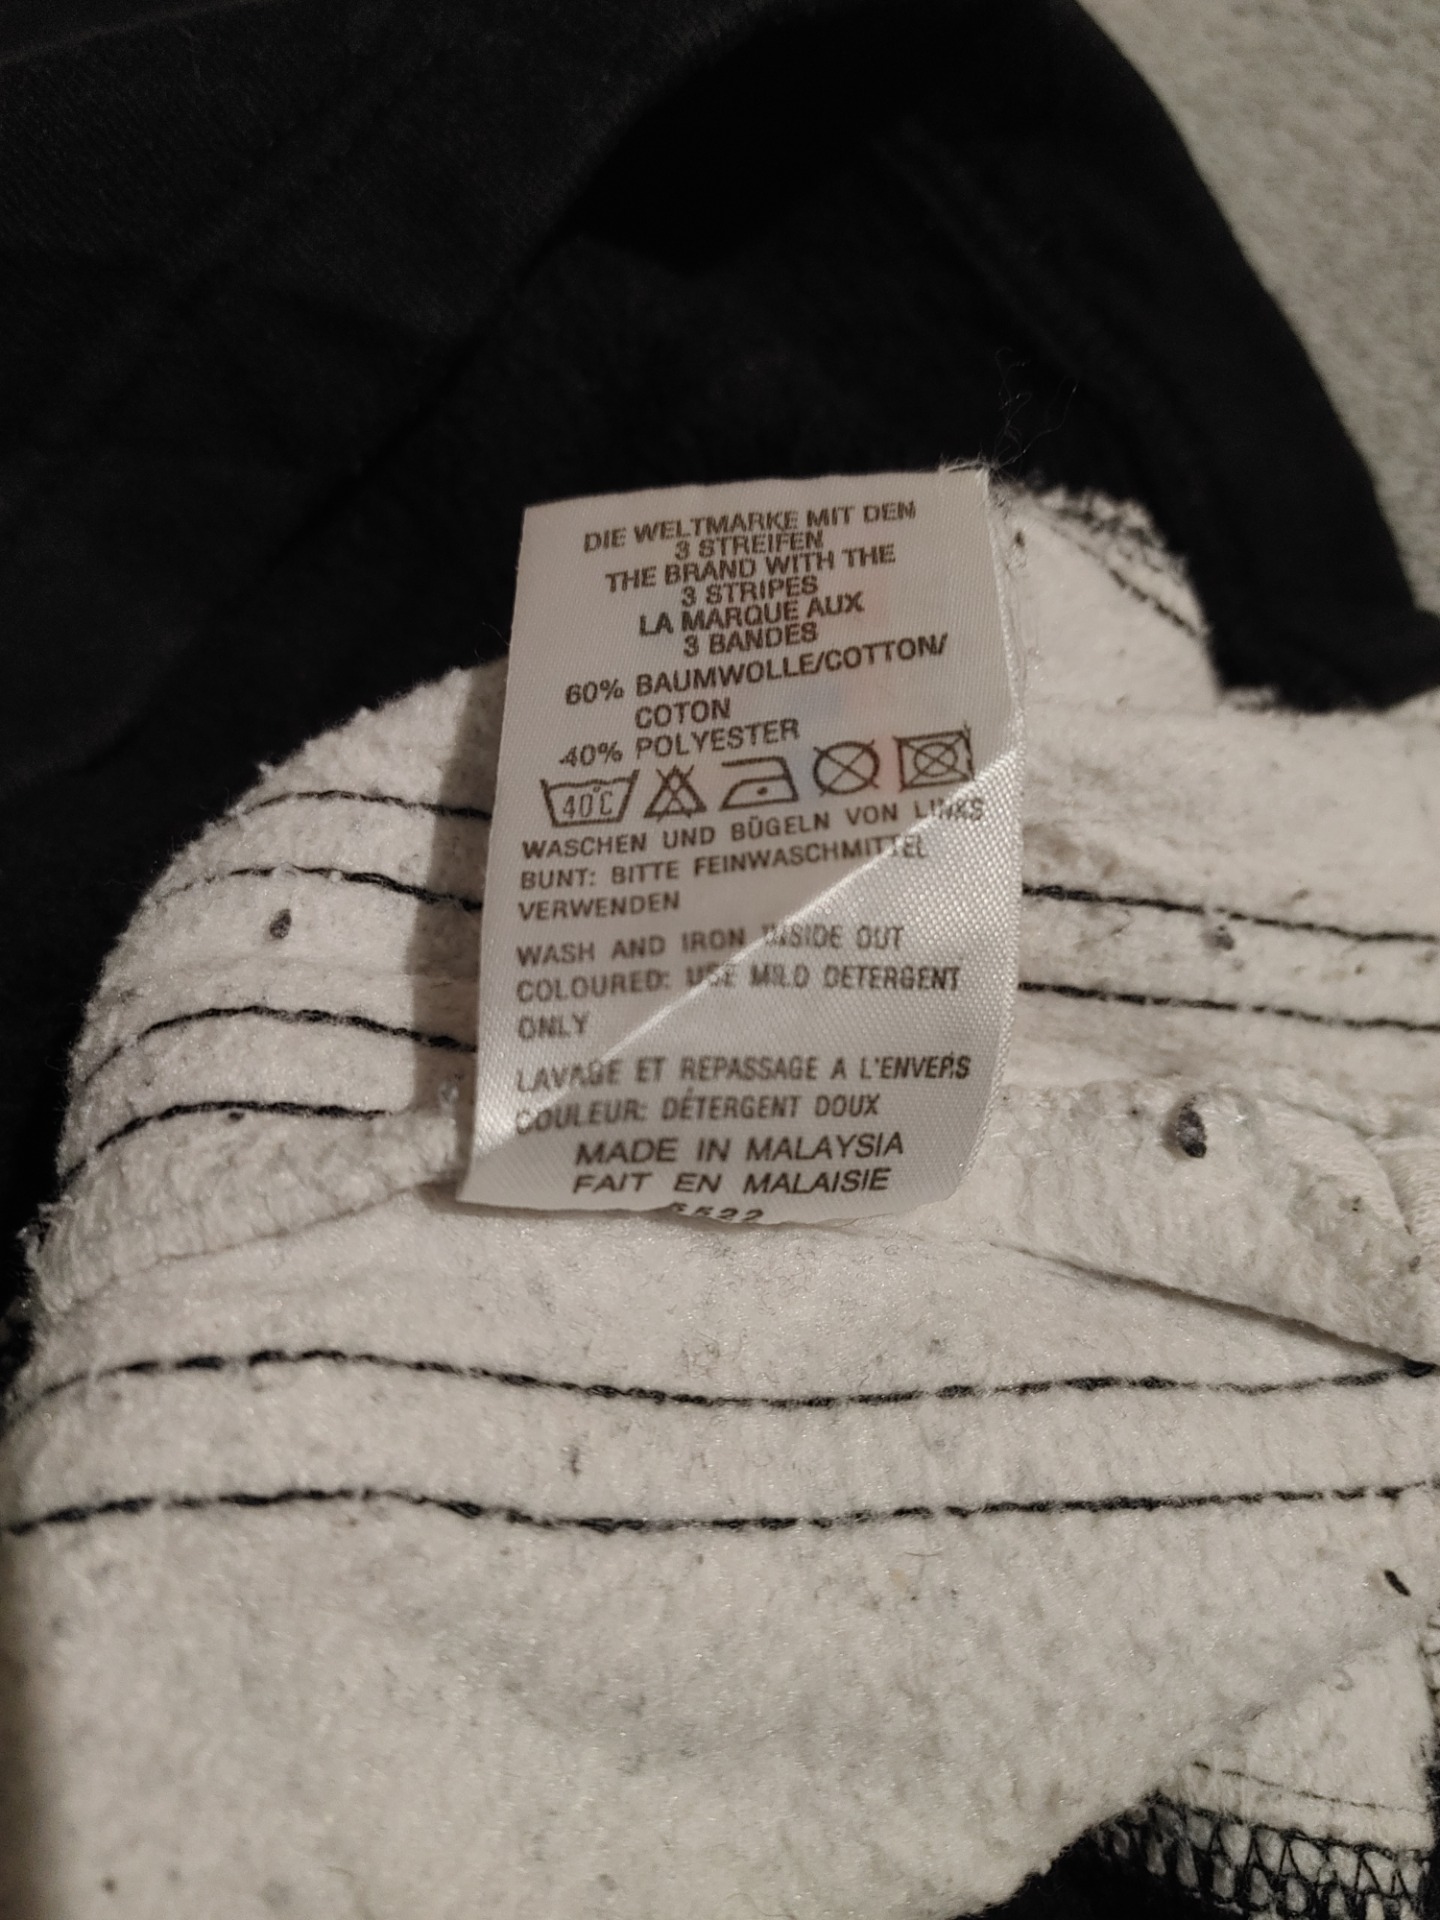 DIE WELTMARKE MIT DEN
3 STREIFEN
THE BRAND WITH THE
3 STRIPES
LA MARQUE AUX
3 BANDES
60% BAUMWOLLE/COTTON/
COTON
40% POLYESTER
40°C
WASCHEN UND BÜGELN VON LINKS
BUNT: BITTE FEINWASCHMITTEL
VERWENDEN
WASH AND IRON INSIDE OUT
COLOURED: USE MILD DETERGENT
ONLY
LAVAGE ET REPASSAGE A L'ENVERS
COULEUR: DÉTERGENT DOUX
MADE IN MALAYSIA
FAIT EN MALAISIE